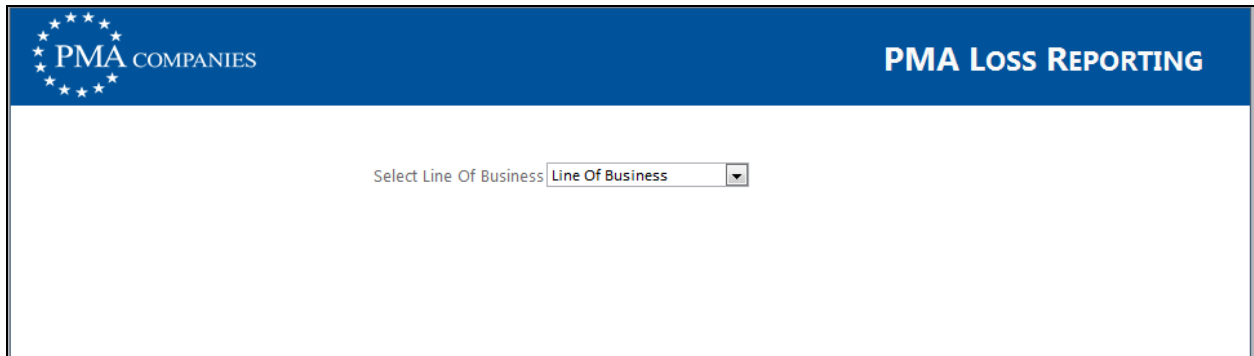 PMA COMPANIES
PMA LOSS REPORTING
Select Line Of Business Line Of Business